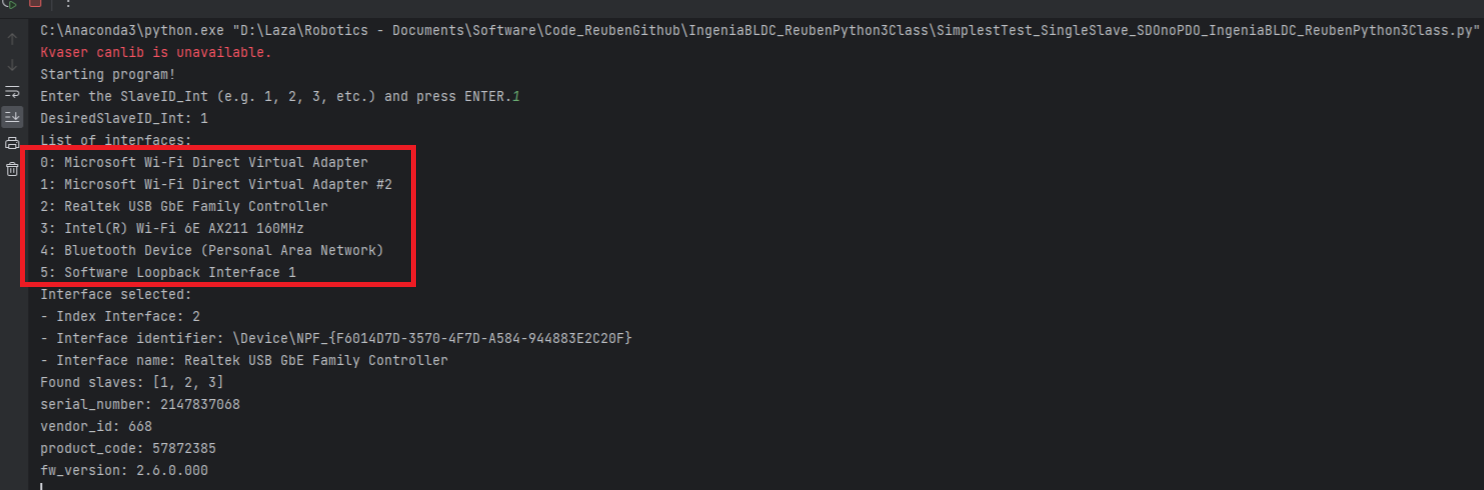 C:\Anaconda3\python.exe "D:\Laza\Robotics - Documents\Software\Code_ReubenGithub\IngeniaBLDC_ReubenPython3Class\SimplestTest_SingleSlave_SDOnoPDO_IngeniaBLDC_ReubenPython3Class.py"
Kvaser canlib is unavailable.
Starting program!
Enter the SlaveID_Int (e.g. 1, 2, 3, etc.) and press ENTER.1
DesiredSlaveID_Int: 1
List of interfaces:
0: Microsoft Wi-Fi Direct Virtual Adapter
1: Microsoft Wi-Fi Direct Virtual Adapter #2
2: Realtek USB GbE Family Controller
3: Intel(R) Wi-Fi 6E AX211 160MHz
4: Bluetooth Device (Personal Area Network)
5: Software Loopback Interface 1
Interface selected:
- Index Interface: 2
- Interface identifier: \Device\NPF_{F6014D7D-3570-4F7D-A584-944883E2C20F}
- Interface name: Realtek USB GbE Family Controller
Found slaves: [1, 2, 3]
serial_number: 2147837068
vendor_id: 668
product_code: 57872385
fw_version: 2.6.0.000